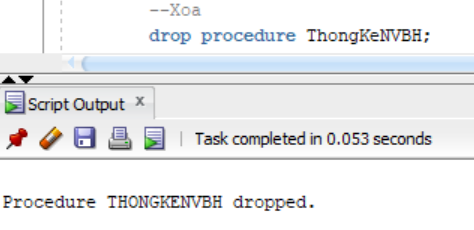 --Xoa
drop procedure ThongKeNVBH;
Script Output x
Task completed in 0.053 seconds
Procedure THONGKENVBH dropped.